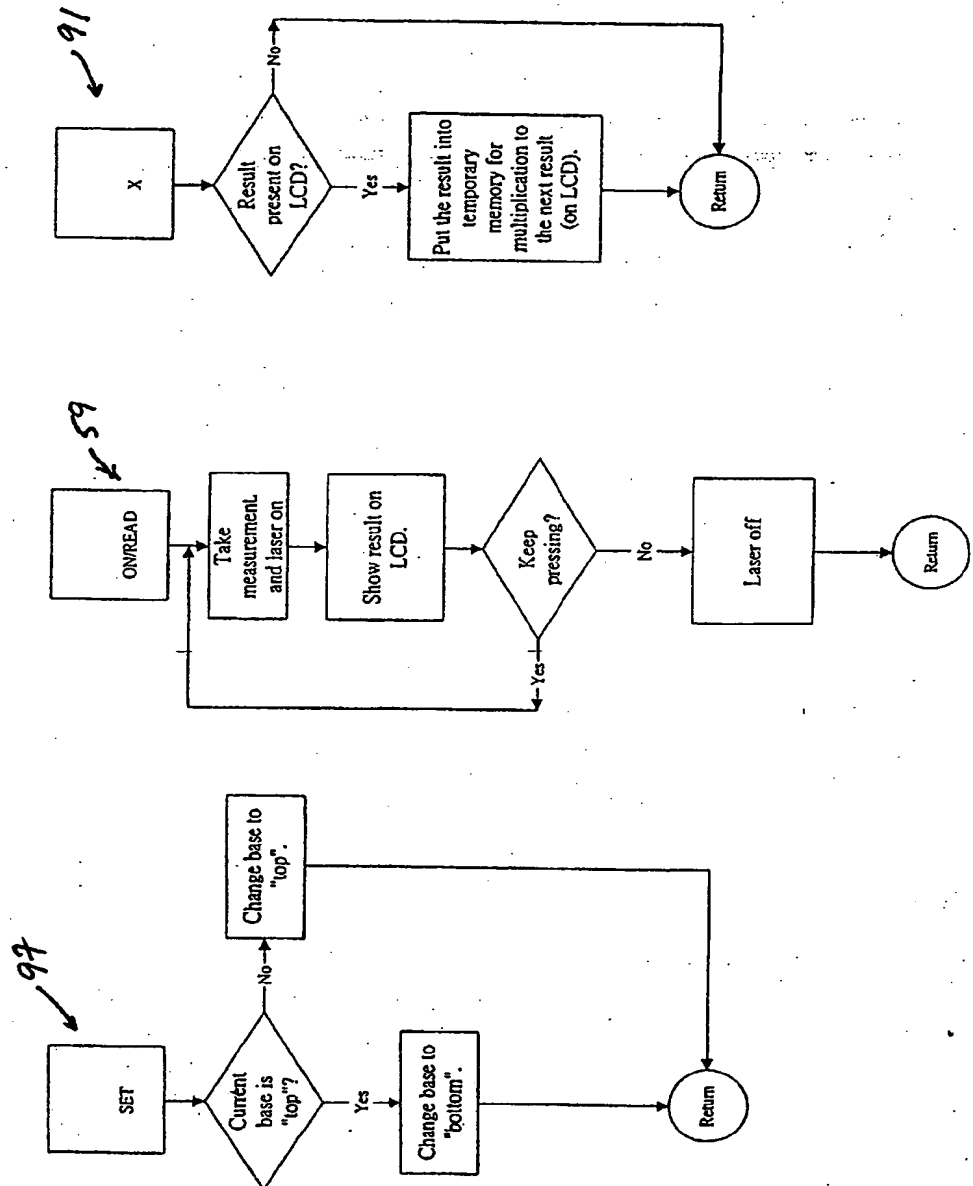 97
SET
Current
base is
"top"?
No
Change base to
"top".
Yes
Change base to
"bottom".
Return
59
ON/READ
Take
measurement
and laser on
Show result on
LCD.
Keep
pressing?
Yes
No
Laser off
Return
91
X
Result
present on
LCD?
No
Yes
Put the result into
temporary
memory for
multiplication to
the next result
(on LCD).
Return